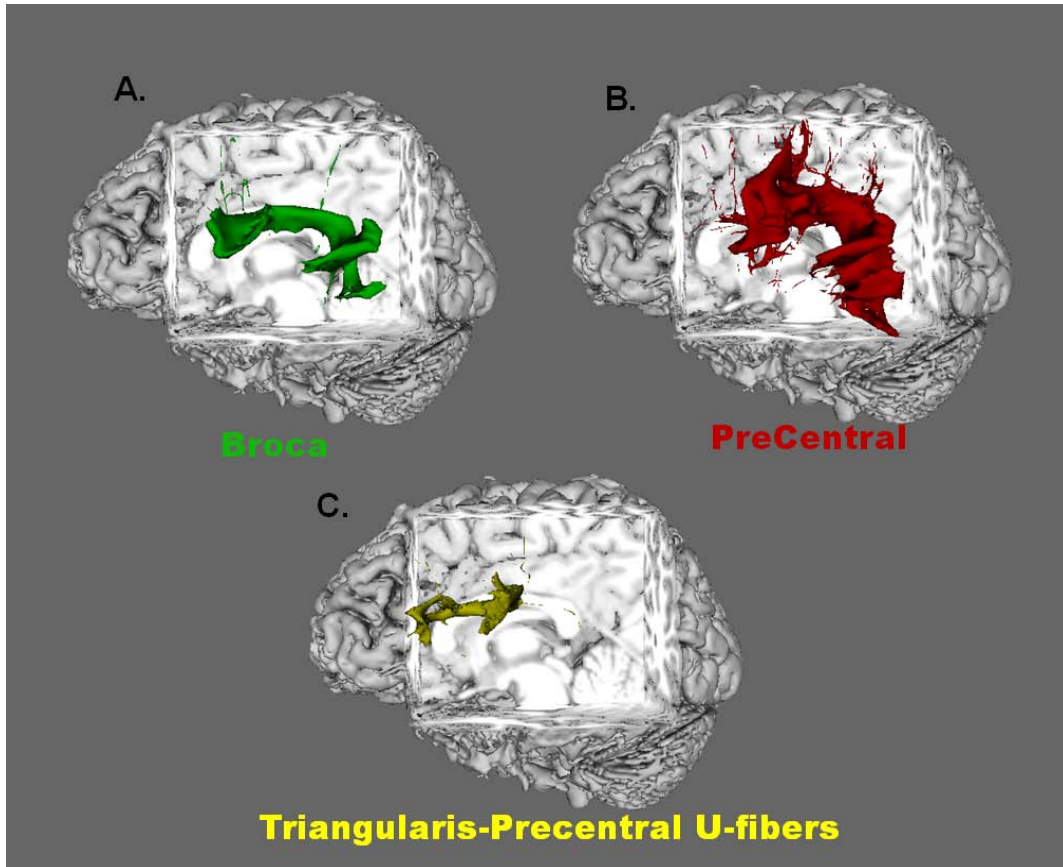 A.
B.
Broca
PreCentral
C.
Triangularis-Precentral U-fibers